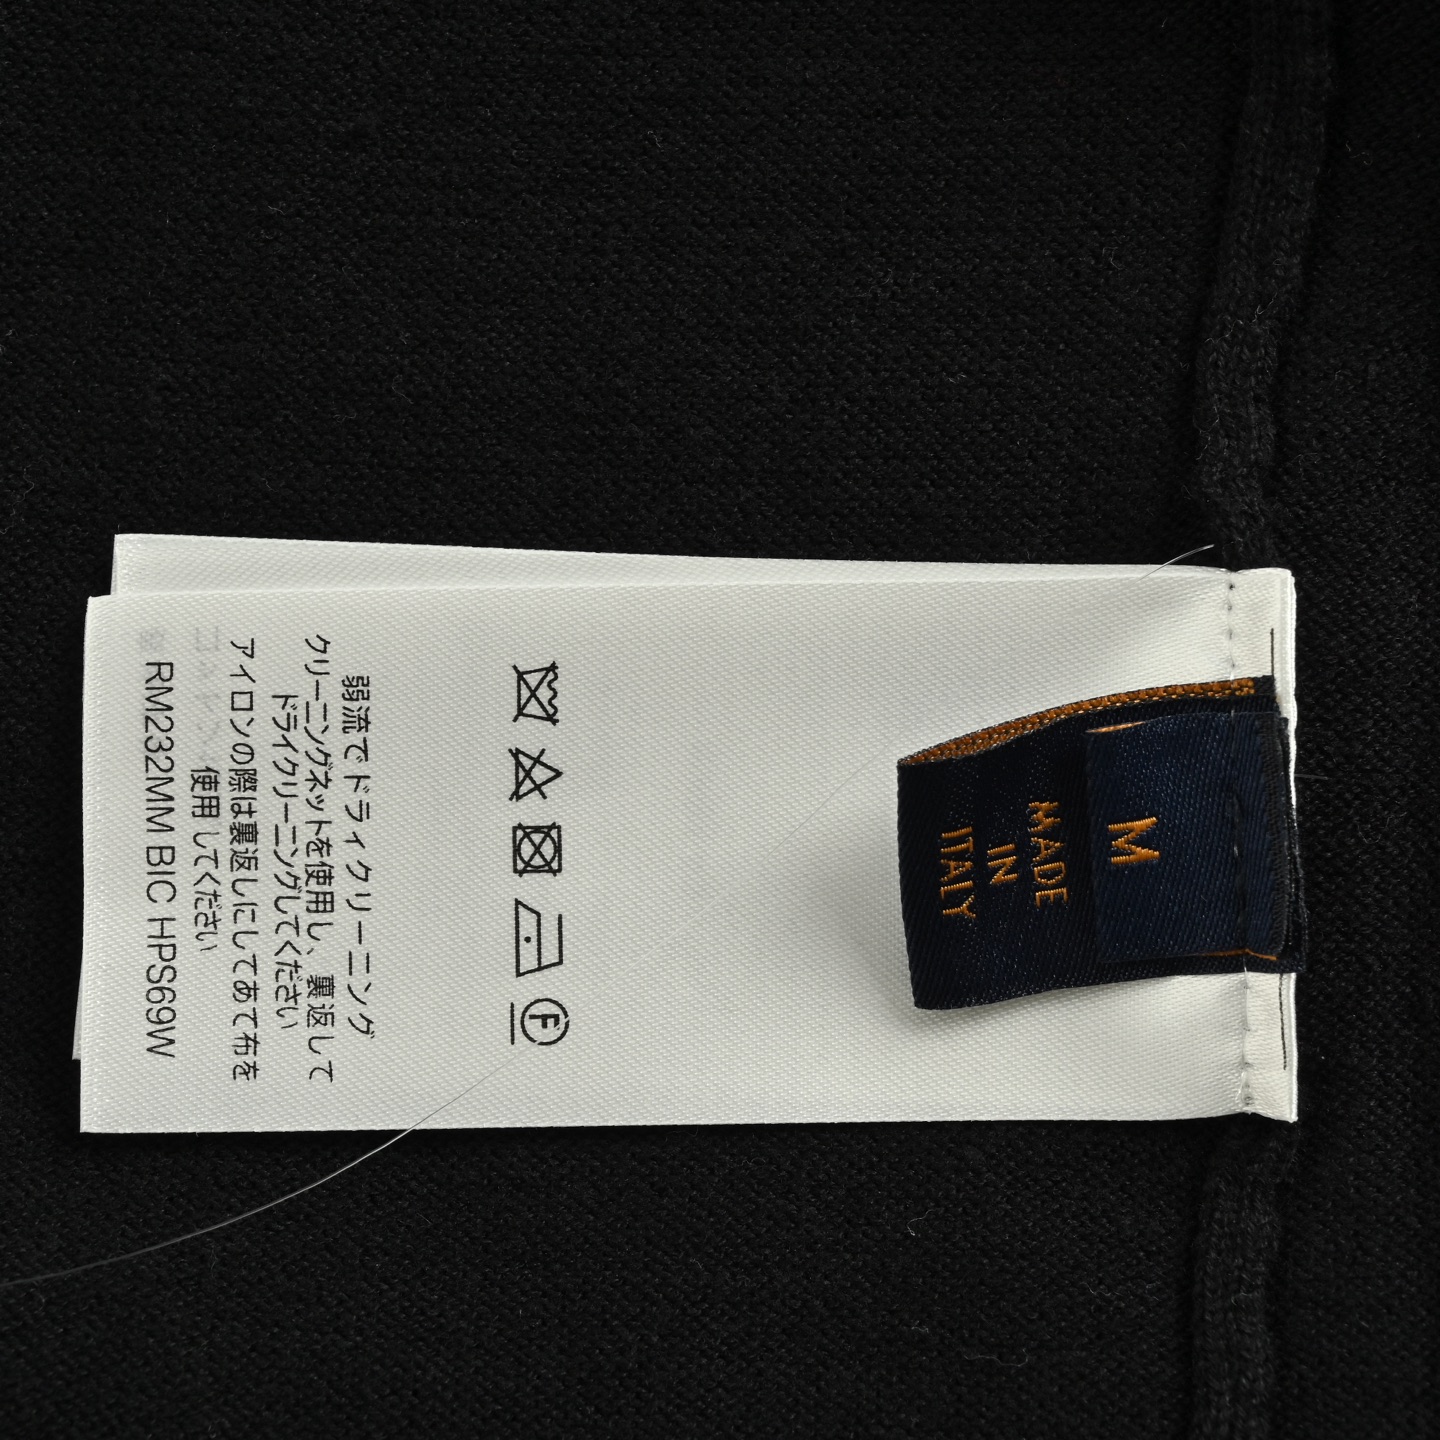 M
MADE
IN
ITALY
F
弱流でドライクリーニング
クリーニングネットを使用し、裏返して
ドライクリーニングしてください
アイロンの際は裏返しにしてあて布を
使用してください
RM232MM BIC HPS69W